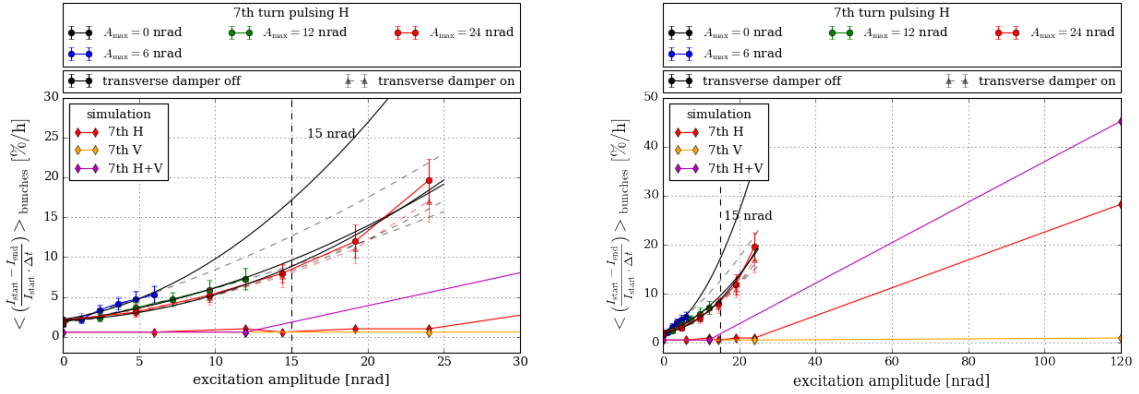 7th turn pulsing H
A_max = 0 nrad
A_max = 12 nrad
A_max = 24 nrad
A_max = 6 nrad
transverse damper off
transverse damper on
30
25
20
15
10
5
0
< (I_start − I_end / I_start · Δt) >_bunches [%/h]
simulation
7th H
7th V
7th H+V
15 nrad
0 5 10 15 20 25 30
excitation amplitude [nrad]
7th turn pulsing H
A_max = 0 nrad
A_max = 12 nrad
A_max = 24 nrad
A_max = 6 nrad
transverse damper off
transverse damper on
50
40
30
20
10
0
< (I_start − I_end / I_start · Δt) >_bunches [%/h]
simulation
7th H
7th V
7th H+V
15 nrad
0 20 40 60 80 100 120
excitation amplitude [nrad]